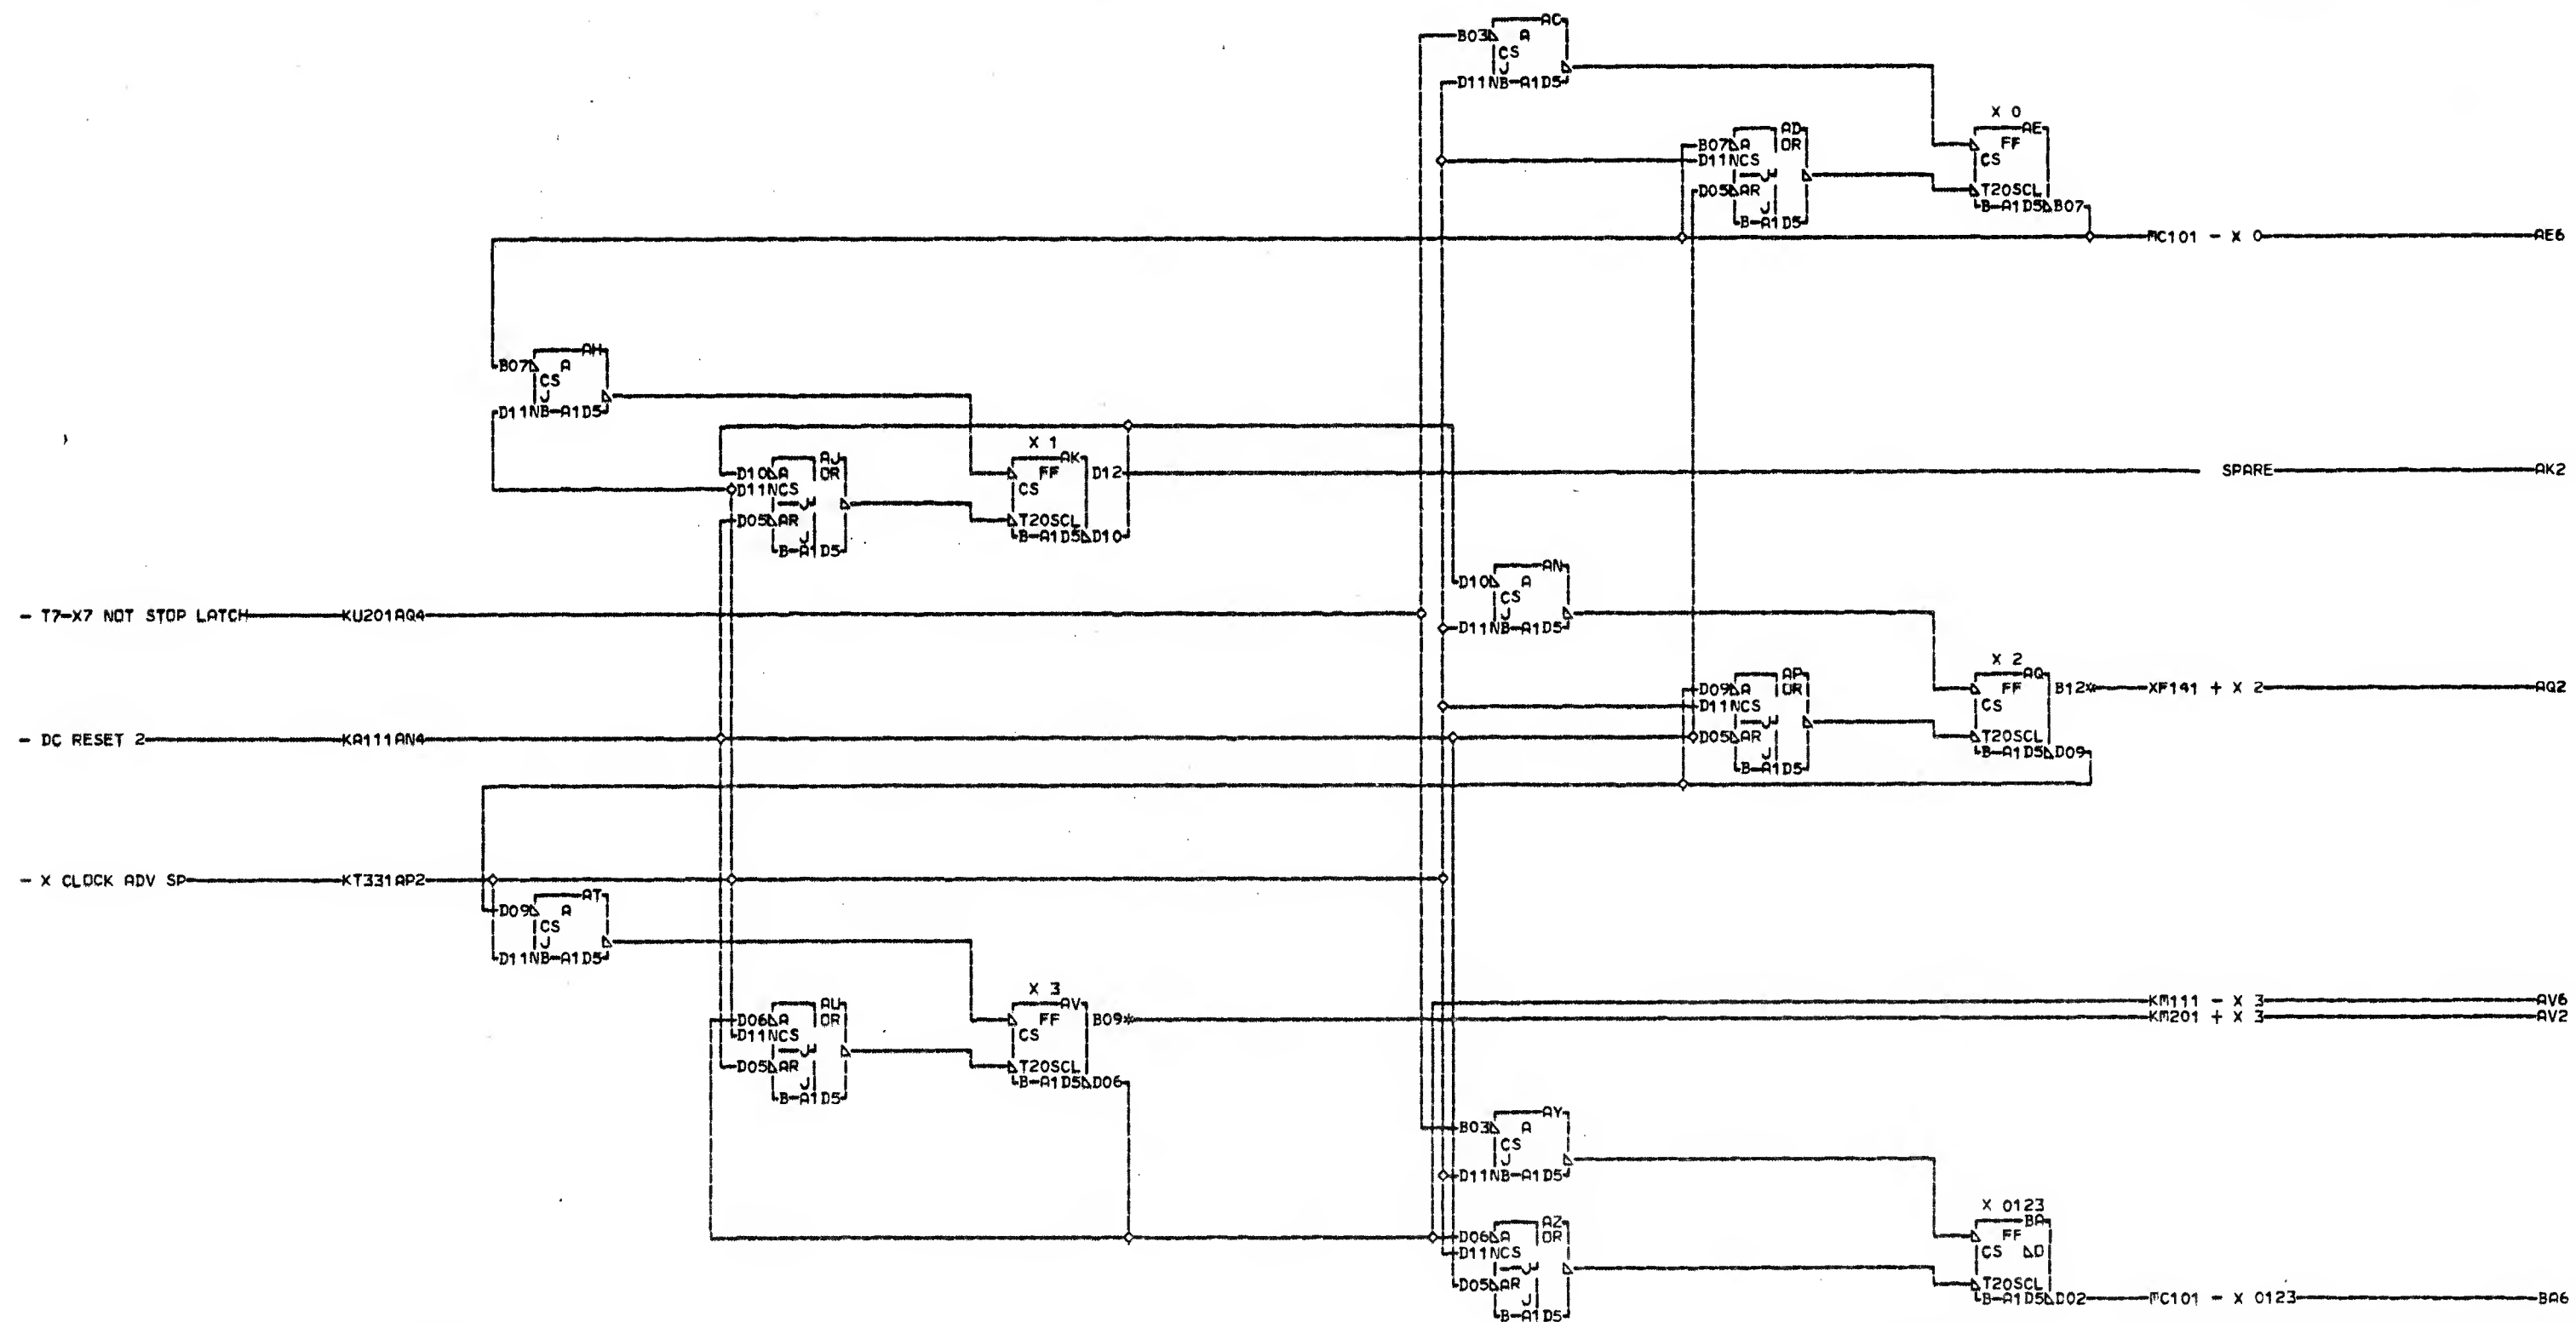 AC
B03 A
CS
J
D11NB-A1D5
X 0
AD
AE
B07 A OR
FF
D11NCS
CS
J
D05 AR
T20SCL
J
B-A1D5 B07
B-A1D5
MC101 - X 0 AE6
AH
B07 A
CS
J
D11NB-A1D5
X 1
AJ
AK
D10 A OR
FF D12
SPARE AK2
D11NCS
CS
J
D05 AR
T20SCL
J
B-A1D5 D10
B-A1D5
AN
D10 A
CS
J
D11NB-A1D5
- T7-X7 NOT STOP LATCH KU201AQ4
X 2
AP
AQ
D09 A OR
FF B12* XF141 + X 2 AQ2
D11NCS
CS
J
- DC RESET 2 KA111AN4
D05 AR
T20SCL
J
B-A1D5 D09
B-A1D5
- X CLOCK ADV SP KT331AP2
AT
D09 A
CS
J
D11NB-A1D5
X 3
AU
AV
KM111 - X 3 AV6
D06 A OR
FF B09*
KM201 + X 3 AV2
D11NCS
CS
J
D05 AR
T20SCL
J
B-A1D5 D06
B-A1D5
AY
B03 A
CS
J
D11NB-A1D5
X 0123
AZ
BA
D06 A OR
FF
D11NCS
CS D
J
D05 AR
T20SCL
J
B-A1D5 D02 MC101 - X 0123 BA6
B-A1D5